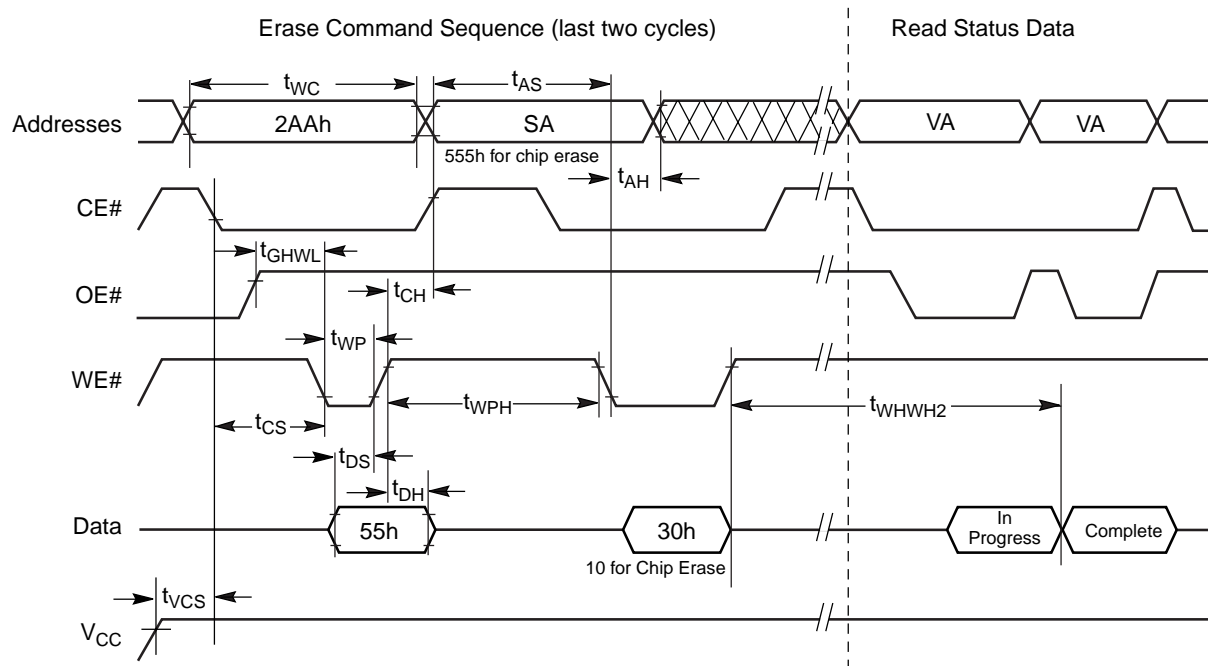 Erase Command Sequence (last two cycles)
Read Status Data
tWC
tAS
Addresses
2AAh
SA
VA
VA
555h for chip erase
tAH
CE#
tGHWL
OE#
tCH
tWP
WE#
tWPH
tWHWH2
tCS
tDS
tDH
Data
55h
30h
In
Progress
Complete
10 for Chip Erase
tVCS
VCC